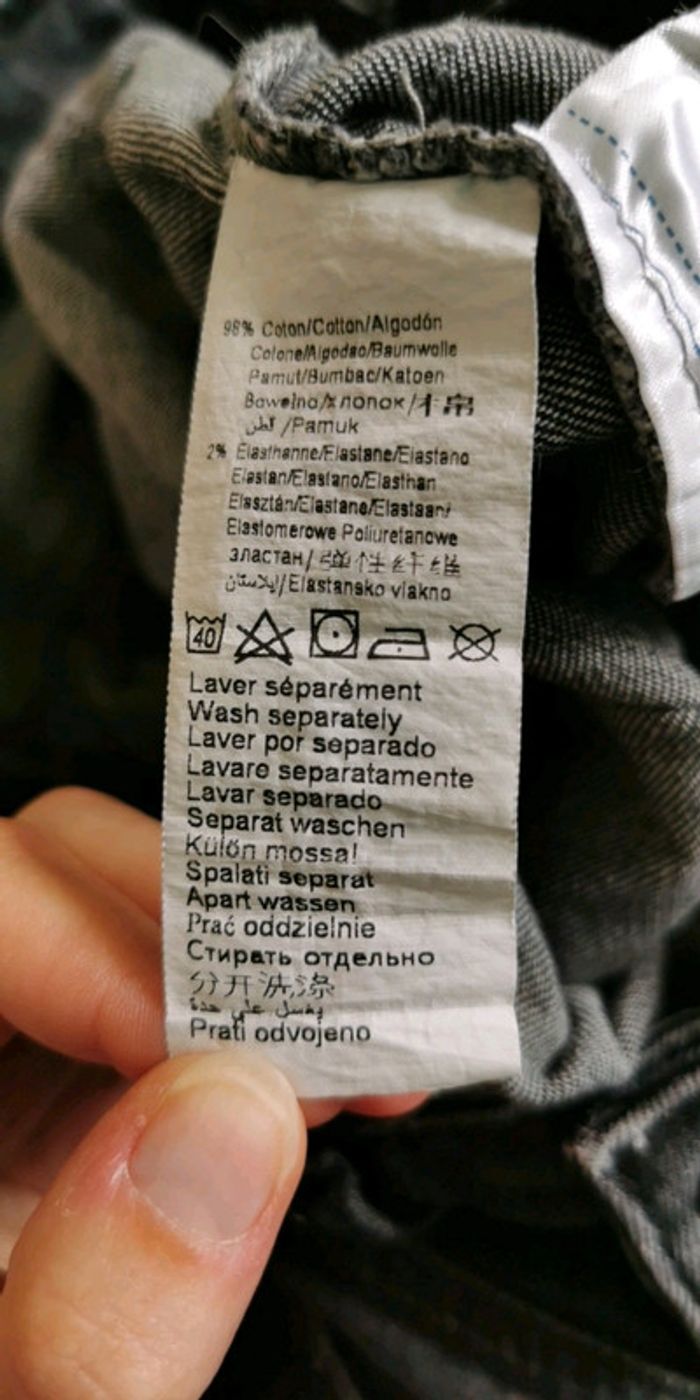 98% Coton/Cotton/Algodón
Cotone/Algodao/Baumwolle
Pamut/Bumbac/Katoen
Bawełna/хлопок/棉
قطن /Pamuk
2% Elasthanne/Elastane/Elastano
Elastan/Elastano/Elasthan
Elasztán/Elastane/Elastaan/
Elastomerowe Poliuretanowe
эластан/弹性纤维
إيلاستان/Elastansko vlakno
40
Laver séparément
Wash separately
Laver por separado
Lavare separatamente
Lavar separado
Separat waschen
Külön mossa!
Spalati separat
Apart wassen
Prać oddzielnie
Стирать отдельно
分开洗涤
يغسل على حدة
Prati odvojeno